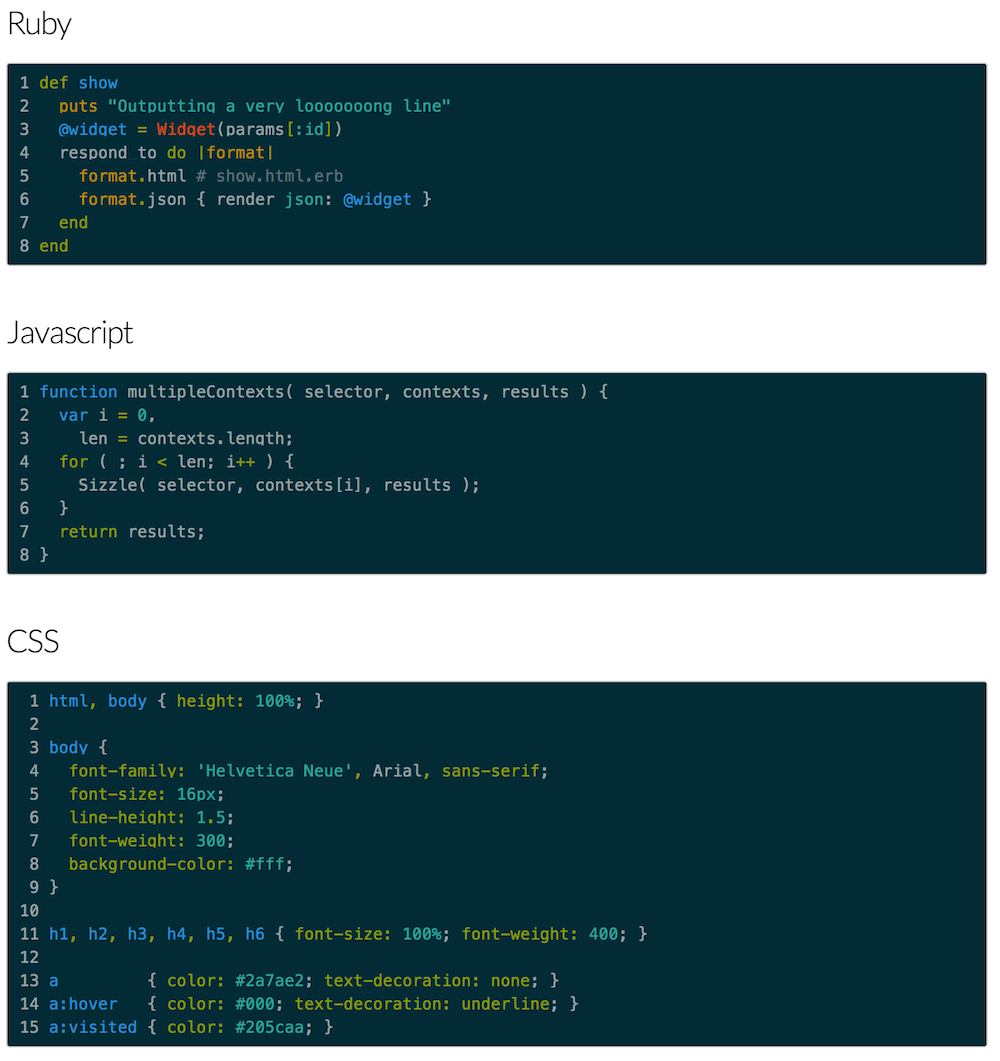 Ruby
1 def show
2   puts "Outputting a very looooooong line"
3   @widget = Widget(params[:id])
4   respond_to do |format|
5     format.html # show.html.erb
6     format.json { render json: @widget }
7   end
8 end
Javascript
1 function multipleContexts( selector, contexts, results ) {
2   var i = 0,
3     len = contexts.length;
4   for ( ; i < len; i++ ) {
5     Sizzle( selector, contexts[i], results );
6   }
7   return results;
8 }
CSS
1 html, body { height: 100%; }
2
3 body {
4   font-family: 'Helvetica Neue', Arial, sans-serif;
5   font-size: 16px;
6   line-height: 1.5;
7   font-weight: 300;
8   background-color: #fff;
9 }
10
11 h1, h2, h3, h4, h5, h6 { font-size: 100%; font-weight: 400; }
12
13 a         { color: #2a7ae2; text-decoration: none; }
14 a:hover   { color: #000; text-decoration: underline; }
15 a:visited { color: #205caa; }